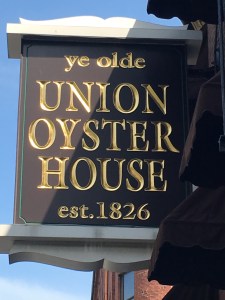 ye olde
UNION
OYSTER
HOUSE
est.1826